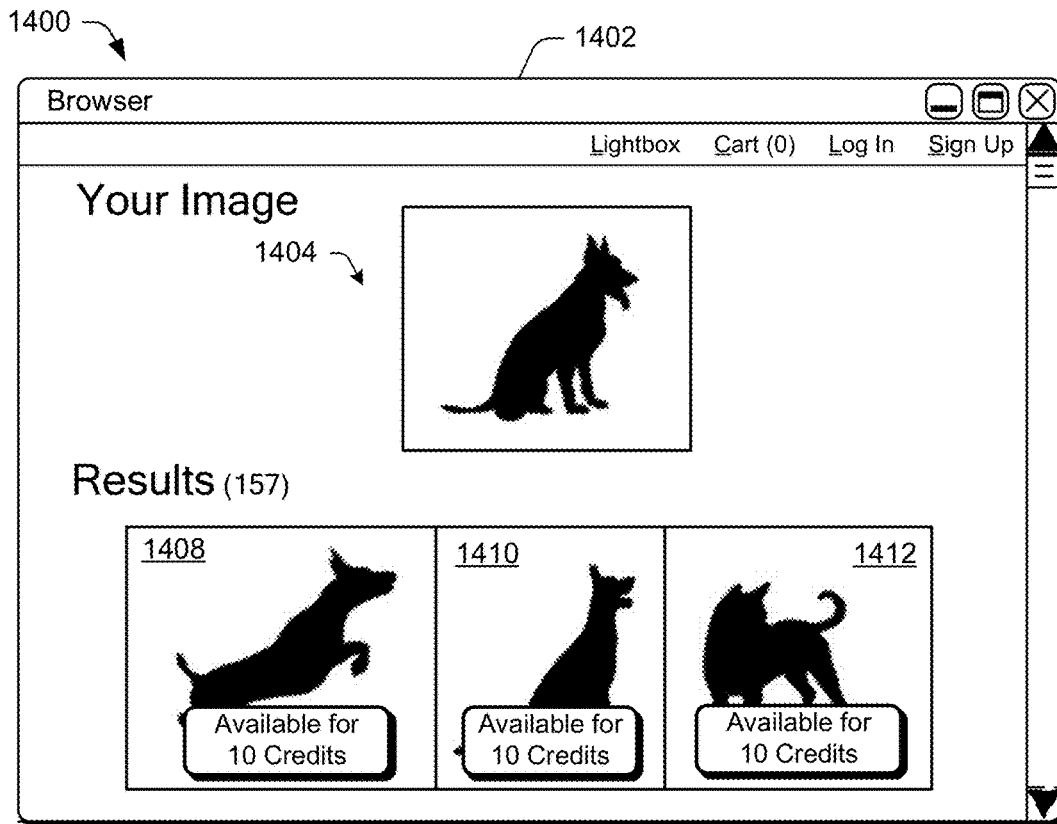 1400
1402
Browser
Lightbox Cart (0) Log In Sign Up
Your Image
1404
Results (157)
1408 1410 1412
Available for 10 Credits
Available for 10 Credits
Available for 10 Credits